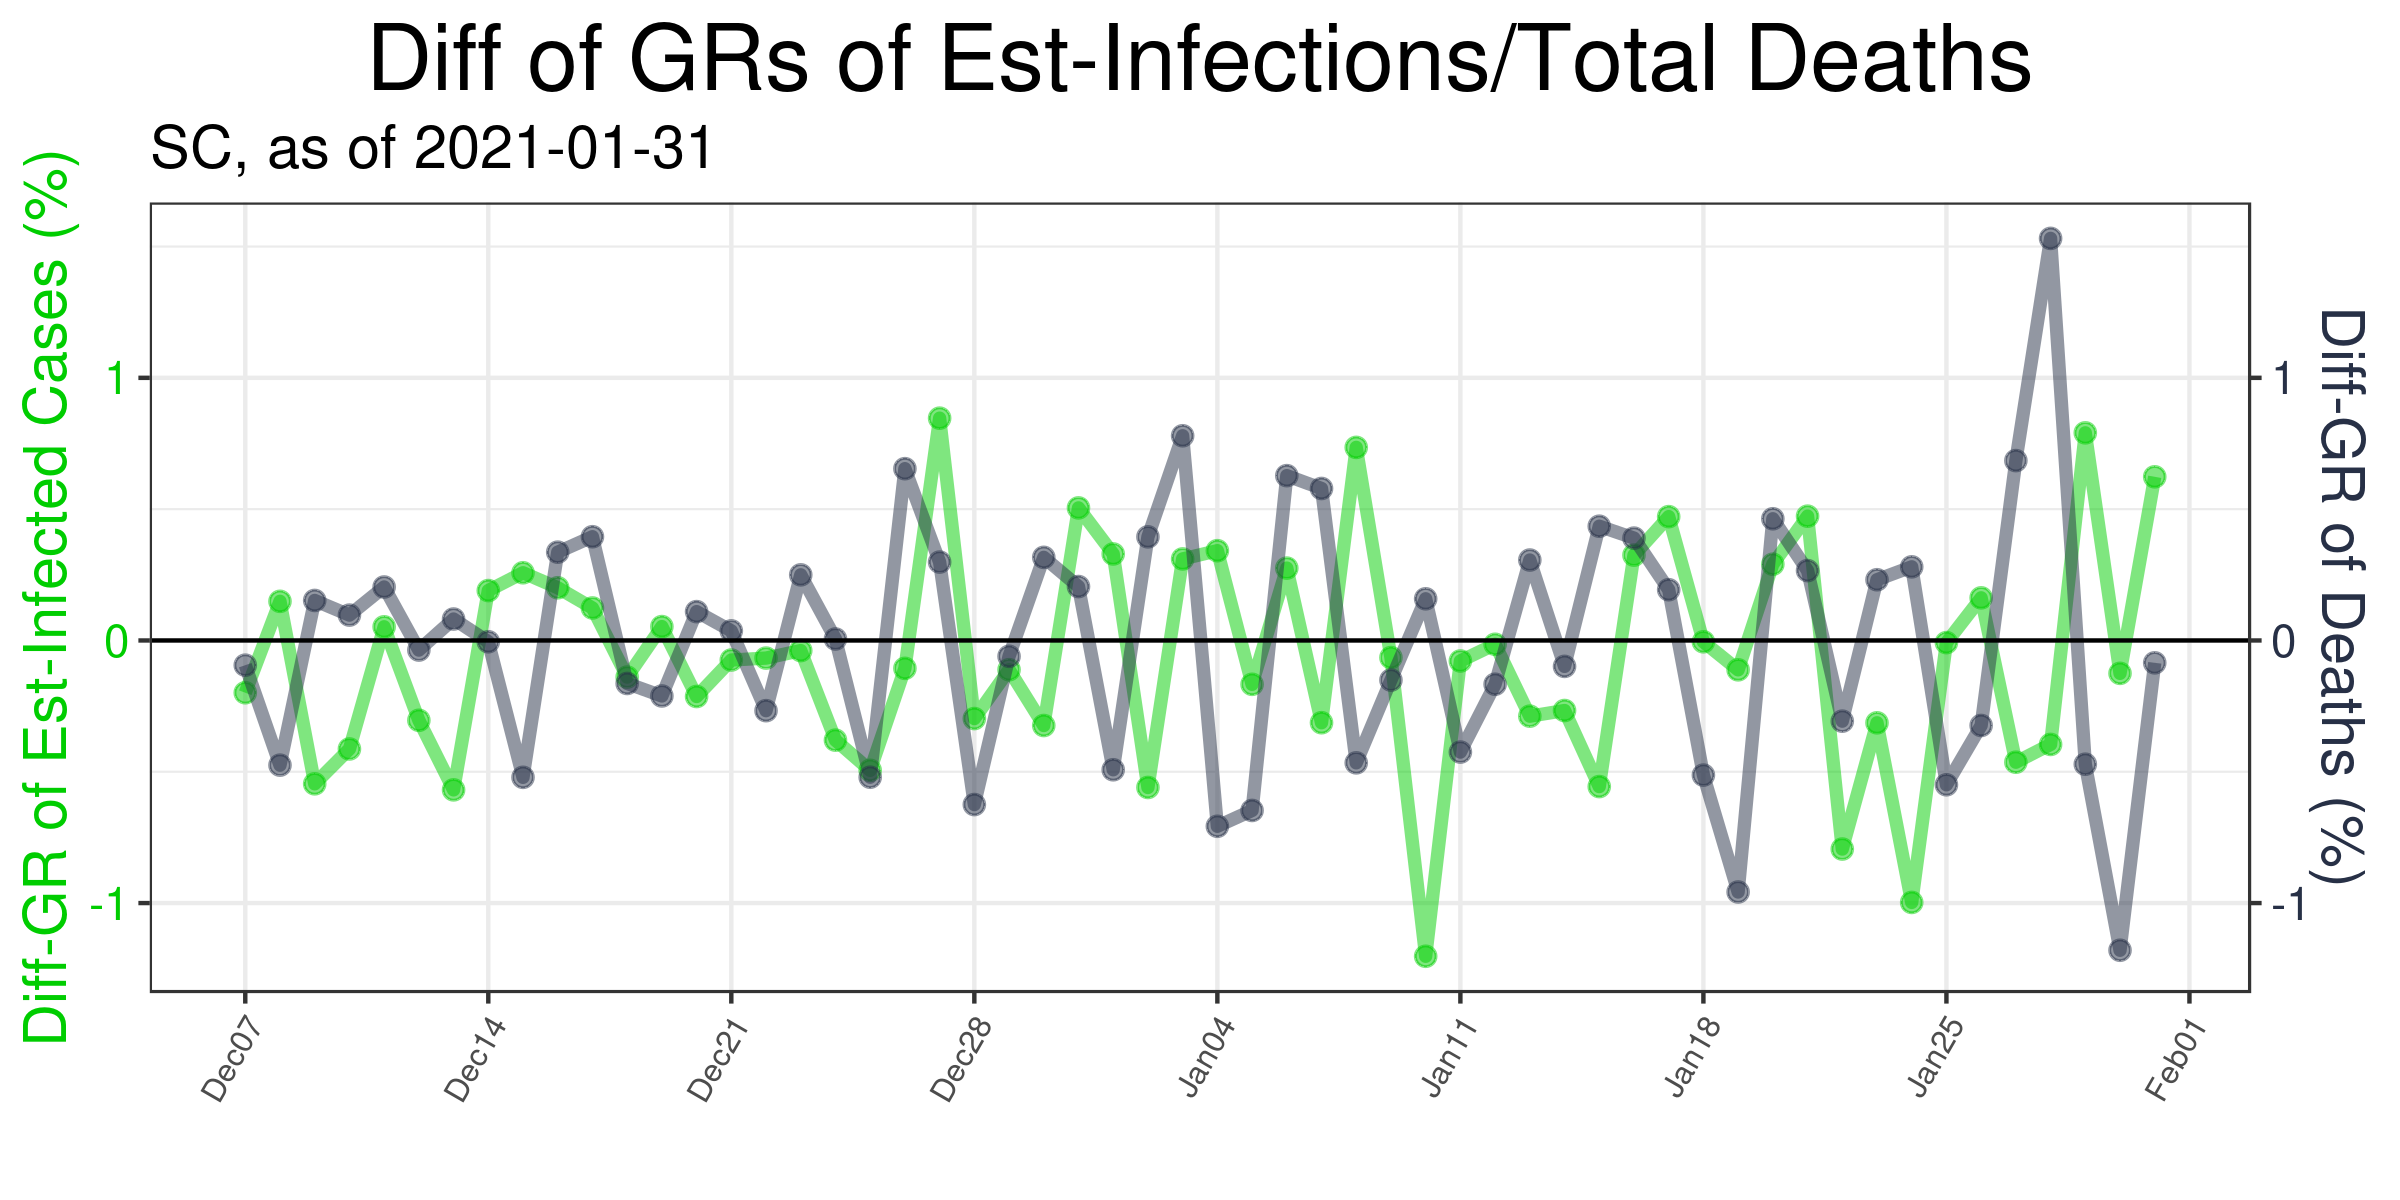 Diff of GRs of Est-Infections/Total Deaths
SC, as of 2021-01-31
Diff-GR of Est-Infected Cases (%)
1
0
-1
1
0
-1
Diff-GR of Deaths (%)
Dec07
Dec14
Dec21
Dec28
Jan04
Jan11
Jan18
Jan25
Feb01